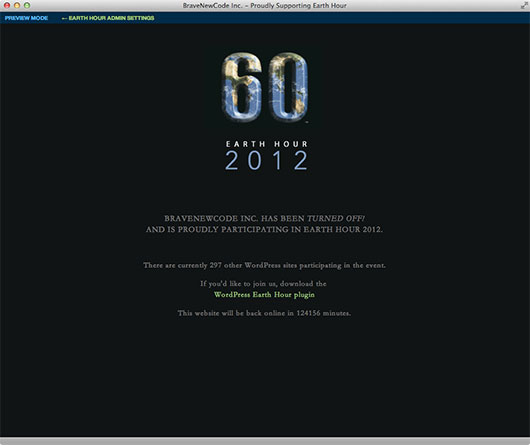 BraveNewCode Inc. – Proudly Supporting Earth Hour
PREVIEW MODE ← EARTH HOUR ADMIN SETTINGS
60™
EARTH HOUR
2012
BRAVENEWCODE INC. HAS BEEN TURNED OFF!
AND IS PROUDLY PARTICIPATING IN EARTH HOUR 2012.
There are currently 297 other WordPress sites participating in the event.
If you'd like to join us, download the
WordPress Earth Hour plugin
This website will be back online in 124156 minutes.